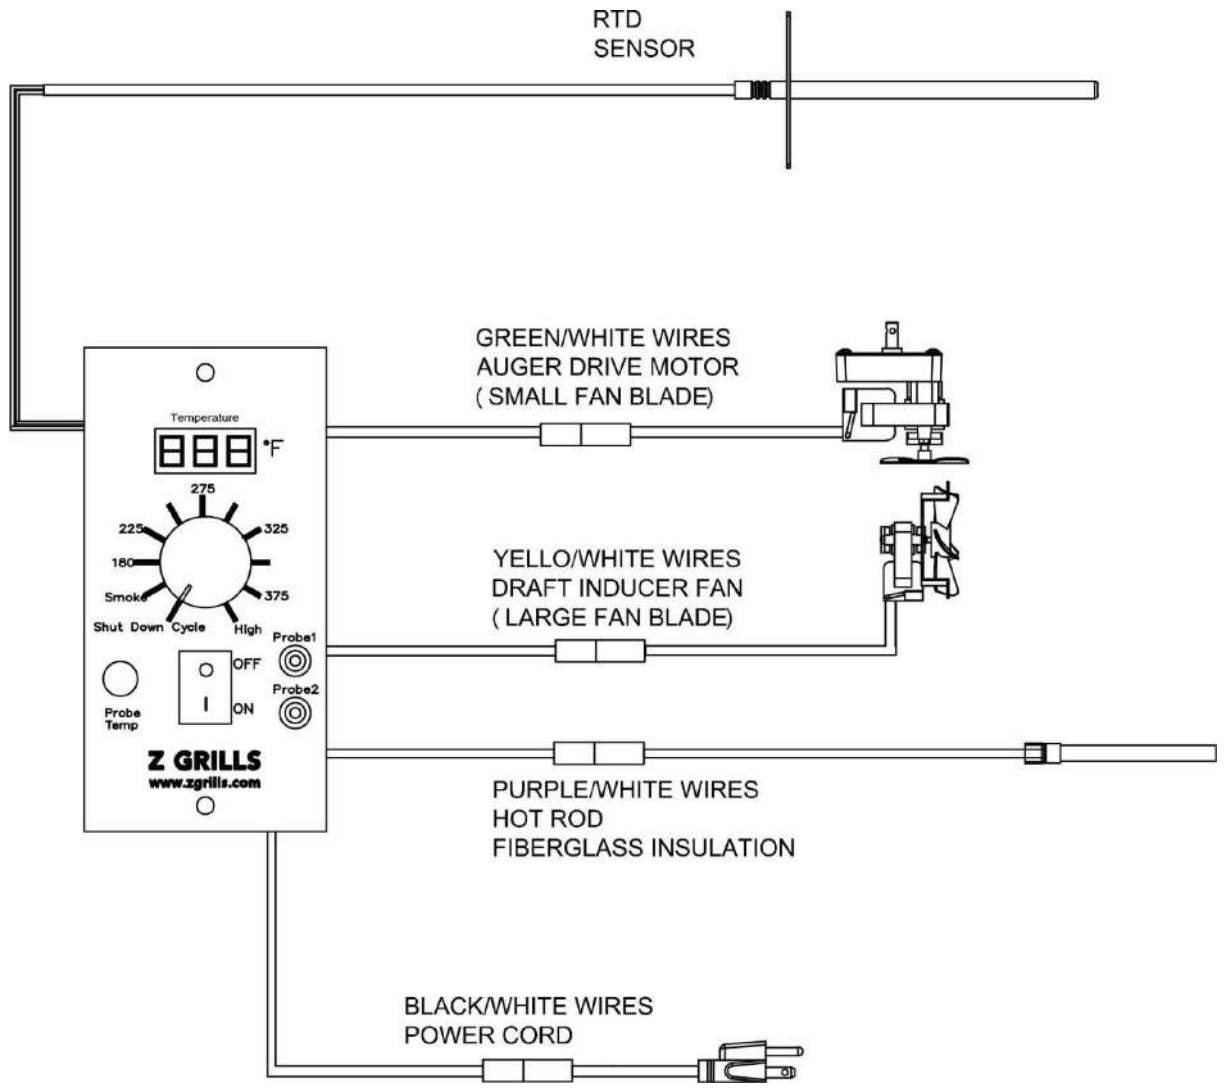 RTD
SENSOR
GREEN/WHITE WIRES
AUGER DRIVE MOTOR
( SMALL FAN BLADE)
Temperature
888 °F
275
225
325
180
Smoke
375
Shut Down Cycle
High
YELLO/WHITE WIRES
DRAFT INDUCER FAN
( LARGE FAN BLADE)
Probe1
OFF
O
Probe2
I
ON
Probe
Temp
Z GRILLS
www.zgrills.com
PURPLE/WHITE WIRES
HOT ROD
FIBERGLASS INSULATION
BLACK/WHITE WIRES
POWER CORD